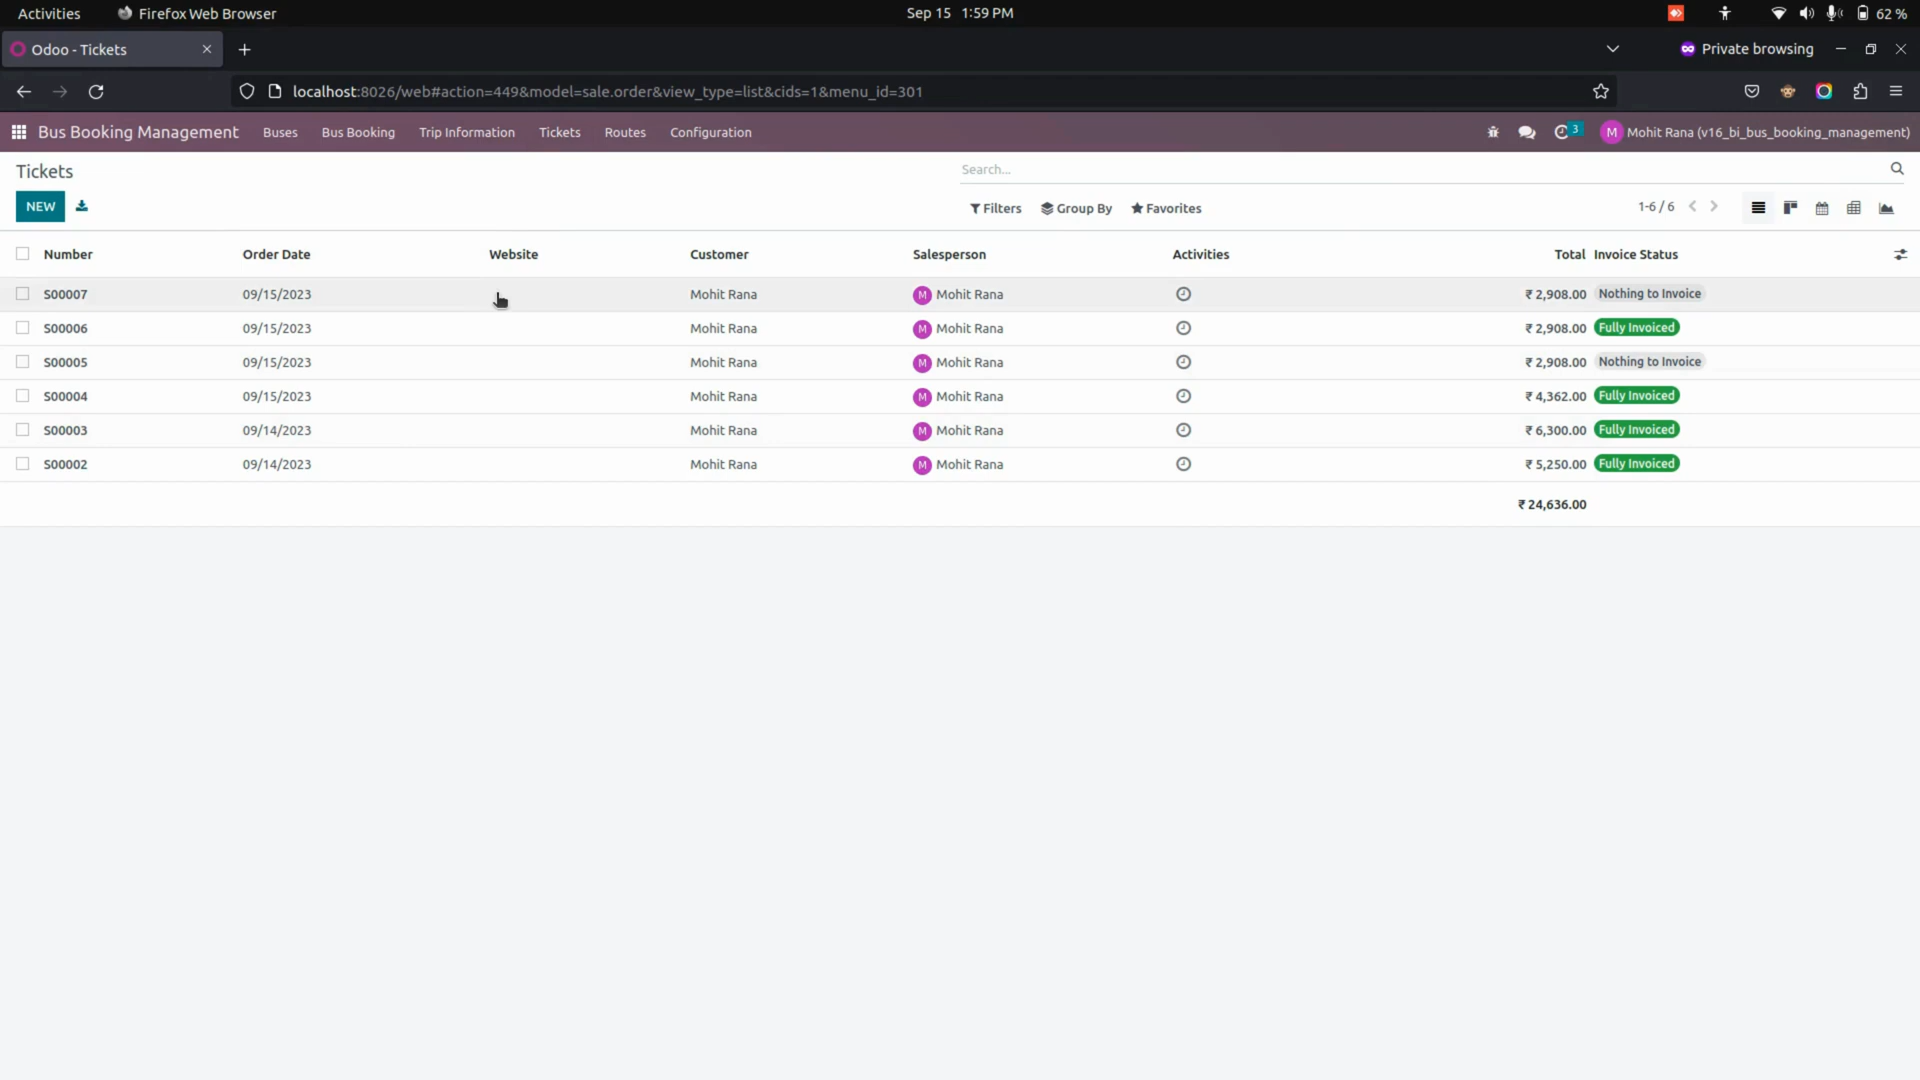 Activities Firefox Web Browser Sep 15 1:59 PM 62 %
Odoo - Tickets Private browsing
localhost:8026/web#action=449&model=sale.order&view_type=list&cids=1&menu_id=301
Bus Booking Management Buses Bus Booking Trip Information Tickets Routes Configuration 3 M Mohit Rana (v16_bi_bus_booking_management)
Tickets Search...
NEW Filters Group By Favorites 1-6 / 6
Number Order Date Website Customer Salesperson Activities Total Invoice Status
S00007 09/15/2023 Mohit Rana M Mohit Rana ₹ 2,908.00 Nothing to Invoice
S00006 09/15/2023 Mohit Rana M Mohit Rana ₹ 2,908.00 Fully Invoiced
S00005 09/15/2023 Mohit Rana M Mohit Rana ₹ 2,908.00 Nothing to Invoice
S00004 09/15/2023 Mohit Rana M Mohit Rana ₹ 4,362.00 Fully Invoiced
S00003 09/14/2023 Mohit Rana M Mohit Rana ₹ 6,300.00 Fully Invoiced
S00002 09/14/2023 Mohit Rana M Mohit Rana ₹ 5,250.00 Fully Invoiced
₹ 24,636.00